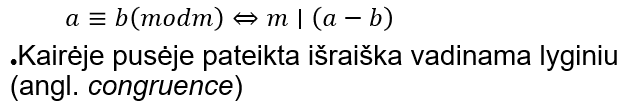 a ≡ b(modm) ⇔ m ∣ (a − b)
•Kairėje pusėje pateikta išraiška vadinama lyginiu
(angl. congruence)